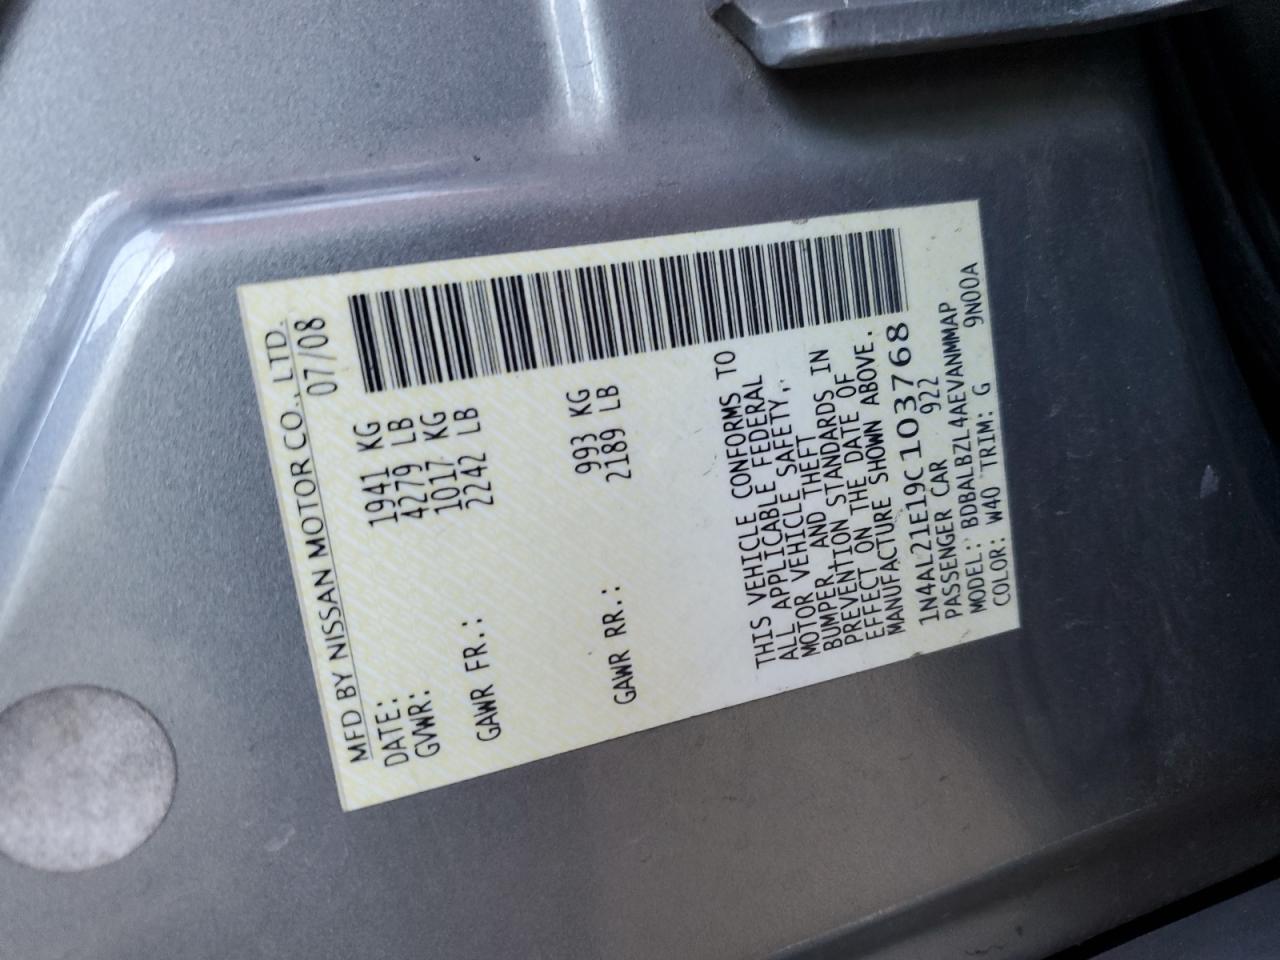 MFD BY NISSAN MOTOR CO., LTD.
DATE: 07/08
GVWR: 1941 KG
4279 LB
GAWR FR.: 1017 KG
2242 LB
GAWR RR.: 993 KG
2189 LB
THIS VEHICLE CONFORMS TO
ALL APPLICABLE FEDERAL
MOTOR VEHICLE SAFETY,
BUMPER, AND THEFT
PREVENTION STANDARDS IN
EFFECT ON THE DATE OF
MANUFACTURE SHOWN ABOVE.
1N4AL21E19C103768
PASSENGER CAR 922
MODEL: BDBALBZL4AEVANMMAP
COLOR: W40 TRIM: G 9N00A